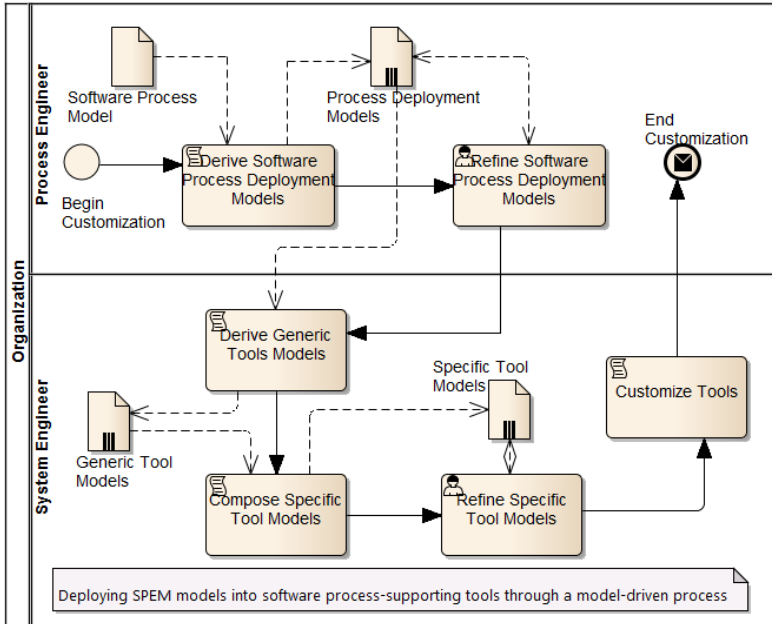 Organization
Process Engineer
Software Process
Model
Process Deployment
Models
End
Customization
Begin
Customization
Derive Software
Process Deployment
Models
Refine Software
Process Deployment
Models
System Engineer
Derive Generic
Tools Models
Specific Tool
Models
Customize Tools
Generic Tool
Models
Compose Specific
Tool Models
Refine Specific
Tool Models
Deploying SPEM models into software process-supporting tools through a model-driven process